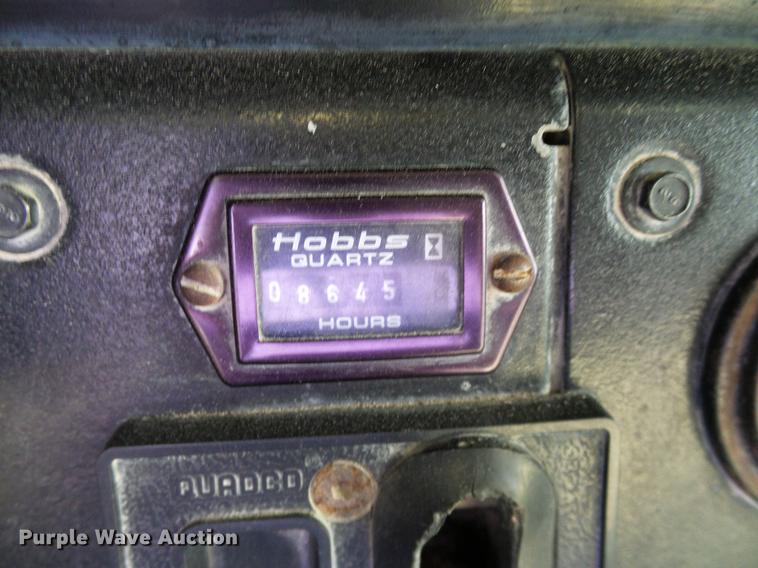 Hobbs
QUARTZ
08645
HOURS
QUADCO
Purple Wave Auction